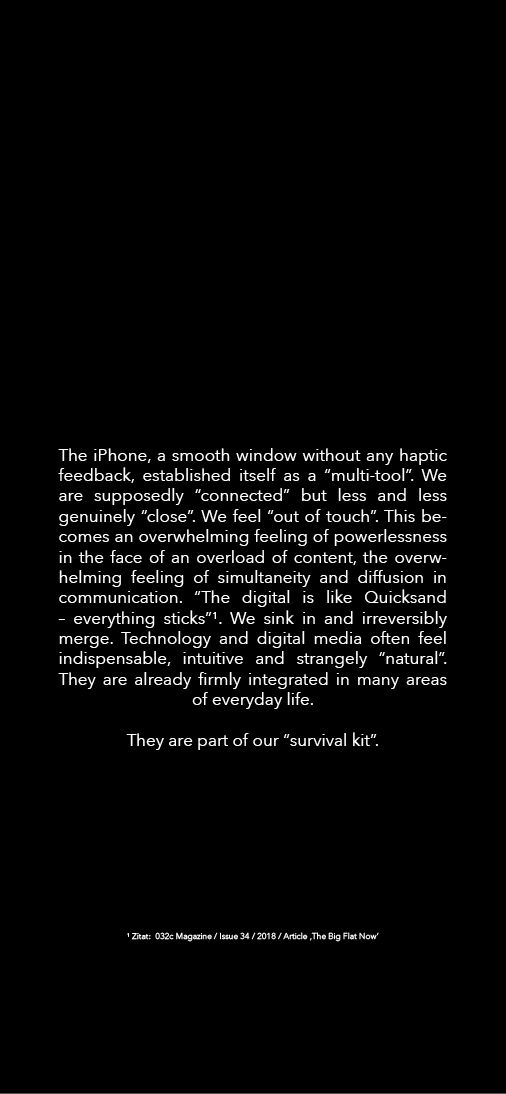 The iPhone, a smooth window without any haptic
feedback, established itself as a “multi-tool”. We
are supposedly “connected” but less and less
genuinely “close”. We feel “out of touch”. This be-
comes an overwhelming feeling of powerlessness
in the face of an overload of content, the overw-
helming feeling of simultaneity and diffusion in
communication. “The digital is like Quicksand
– everything sticks”¹. We sink in and irreversibly
merge. Technology and digital media often feel
indispensable, intuitive and strangely “natural”.
They are already firmly integrated in many areas
of everyday life.
They are part of our “survival kit”.
¹ Zitat: 032c Magazine / Issue 34 / 2018 / Article ‚The Big Flat Now’